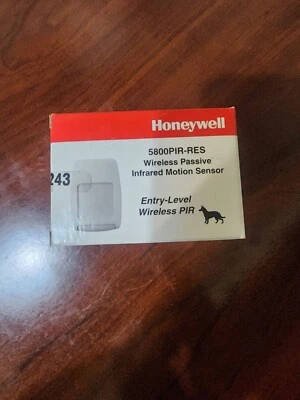 Honeywell
5800PIR-RES
Wireless Passive
Infrared Motion Sensor
243
Entry-Level
Wireless PIR